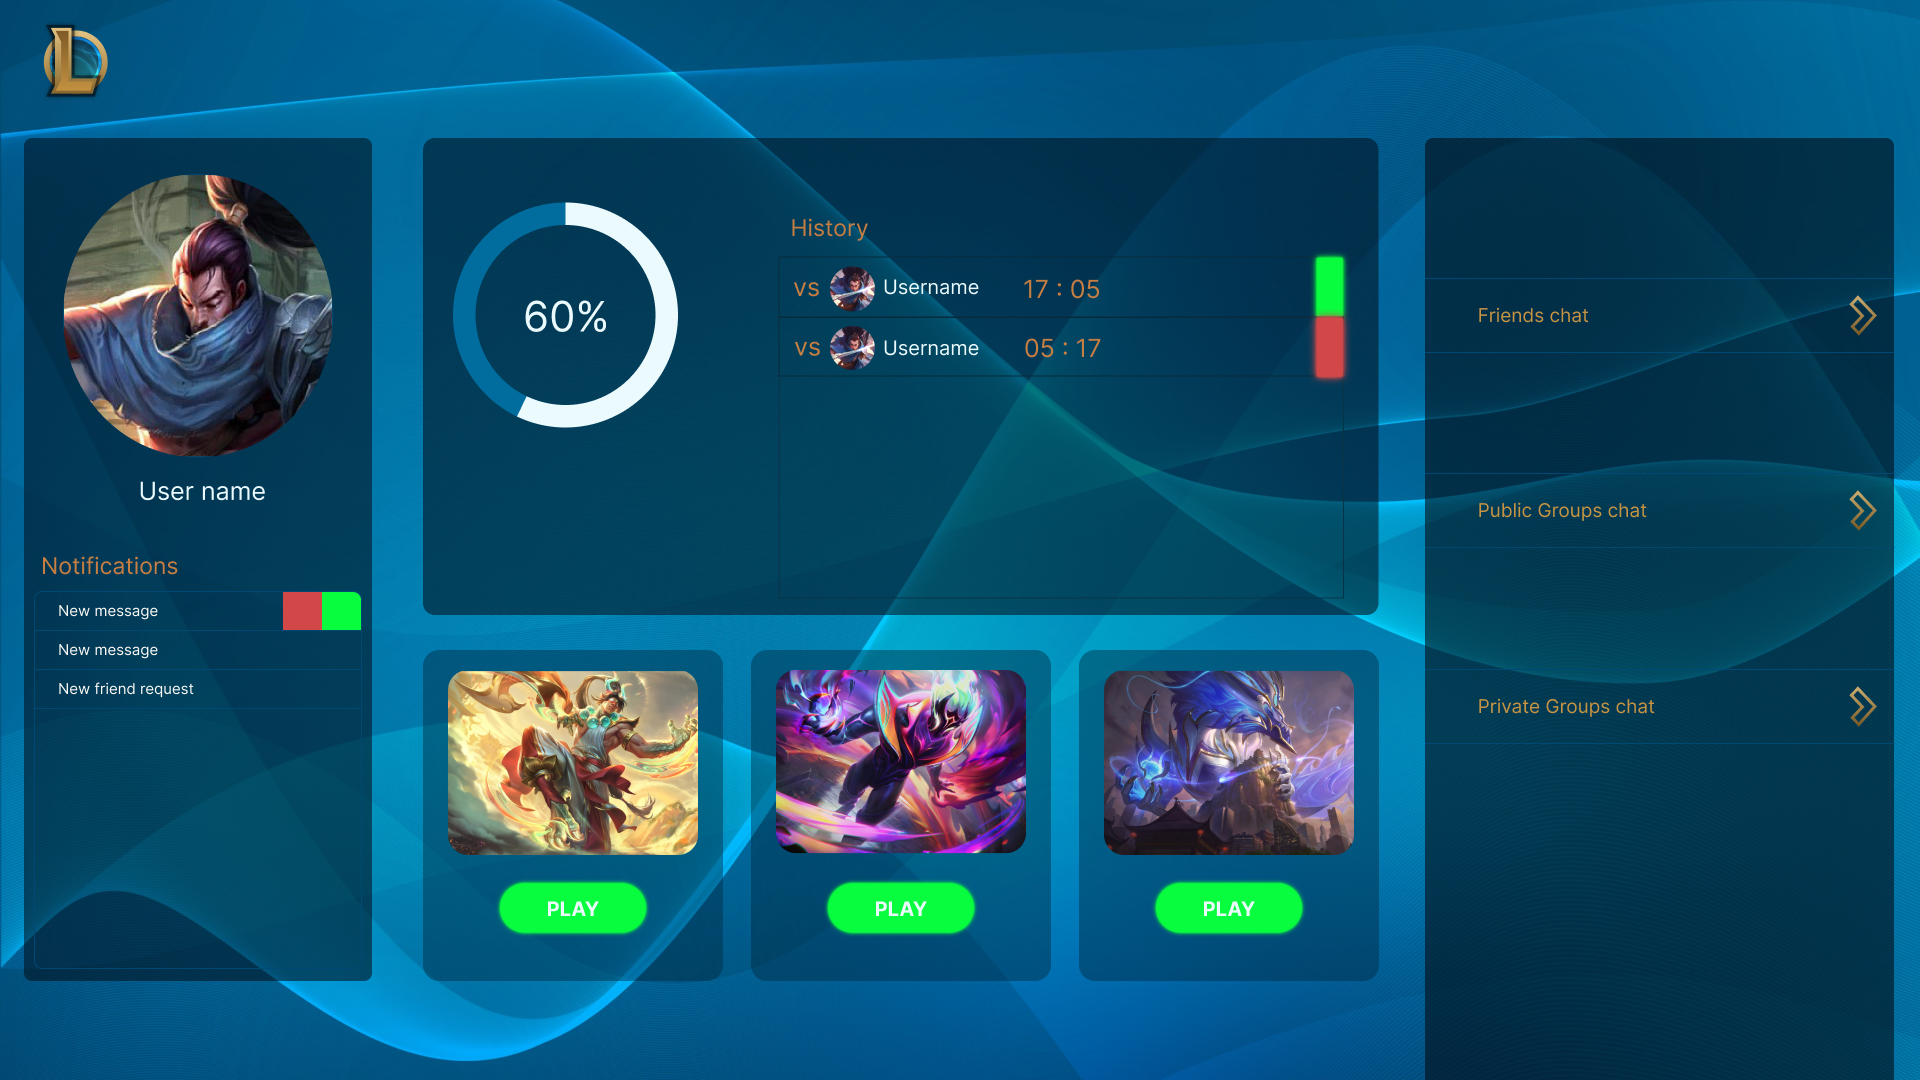 L
User name
Notifications
New message
New message
New friend request
60%
History
vs Username 17 : 05
vs Username 05 : 17
PLAY
PLAY
PLAY
Friends chat
Public Groups chat
Private Groups chat